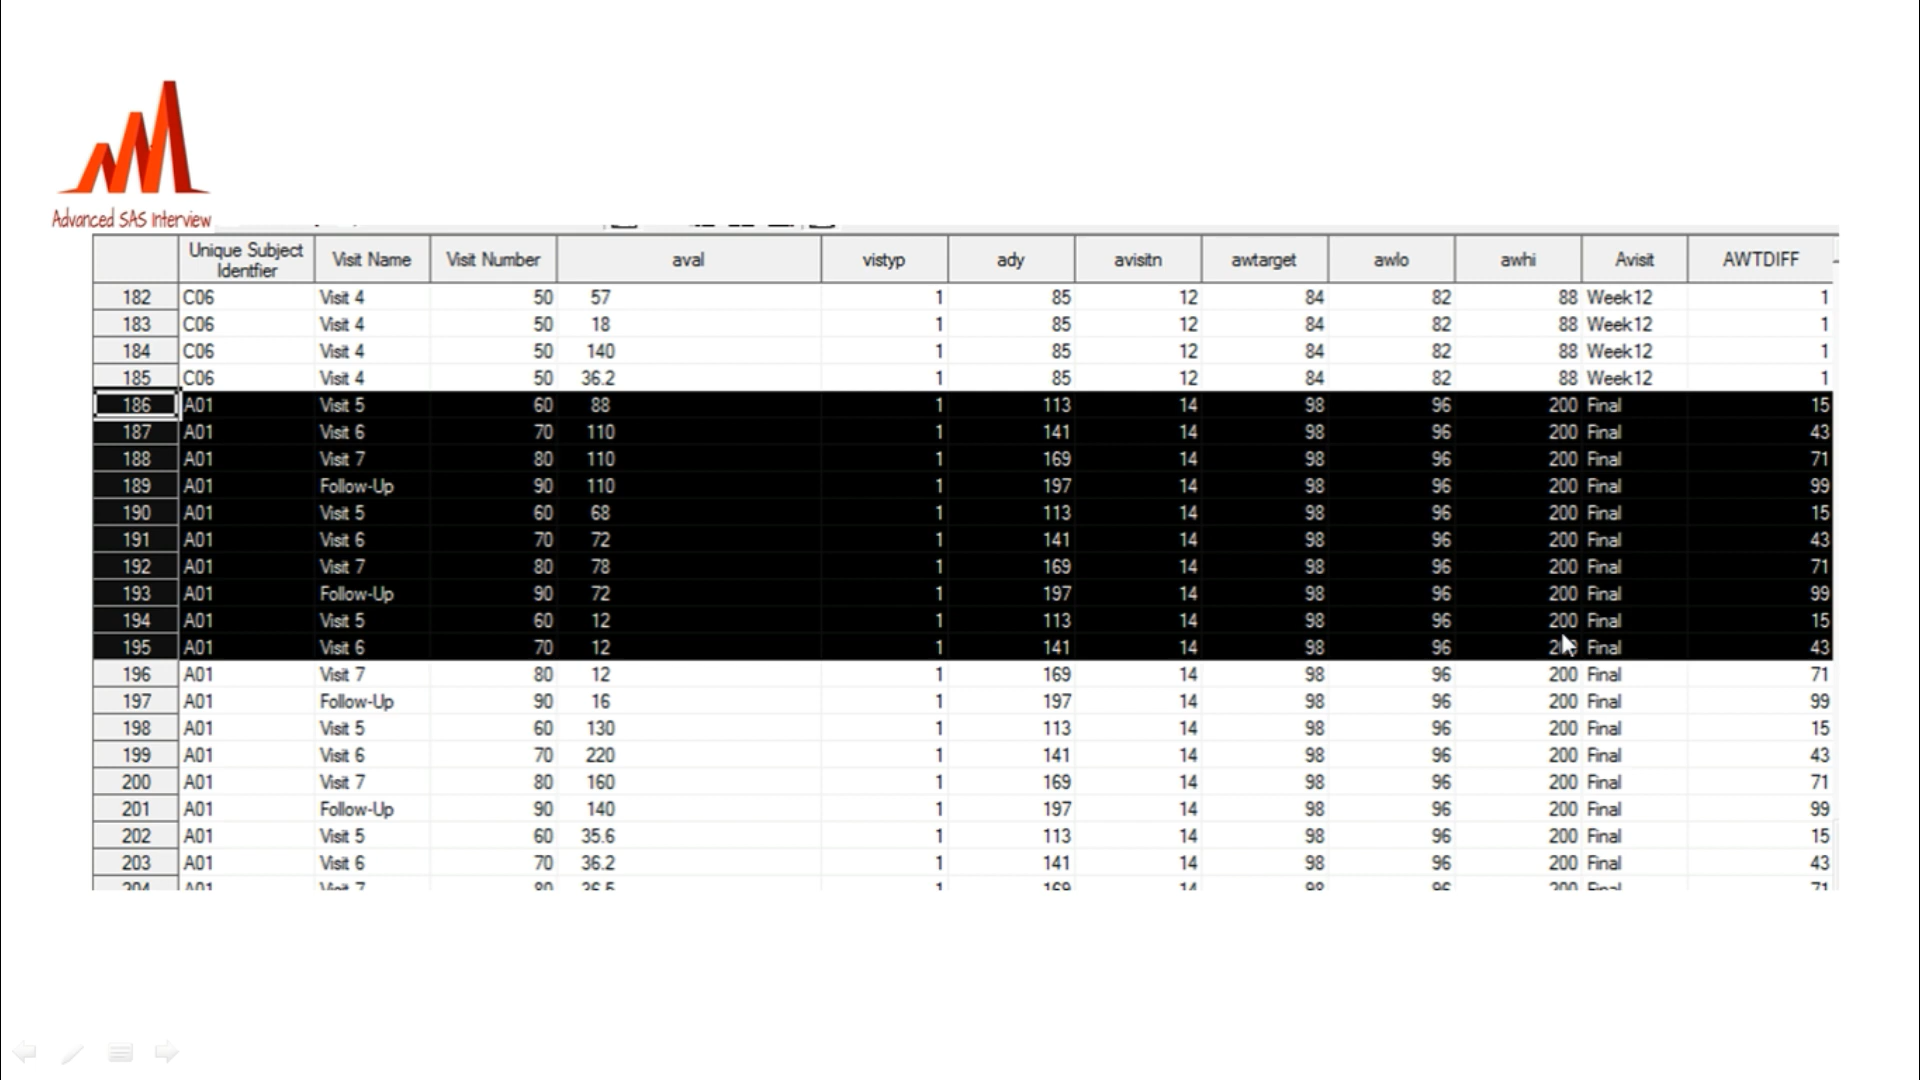 Advanced SAS Interview
Unique Subject Identfier Visit Name Visit Number aval vistyp ady avisitn awtarget awlo awhi Avisit AWTDIFF
182 C06 Visit 4 50 57 1 85 12 84 82 88 Week12 1
183 C06 Visit 4 50 18 1 85 12 84 82 88 Week12 1
184 C06 Visit 4 50 140 1 85 12 84 82 88 Week12 1
185 C06 Visit 4 50 36.2 1 85 12 84 82 88 Week12 1
186 A01 Visit 5 60 88 1 113 14 98 96 200 Final 15
187 A01 Visit 6 70 110 1 141 14 98 96 200 Final 43
188 A01 Visit 7 80 110 1 169 14 98 96 200 Final 71
189 A01 Follow-Up 90 110 1 197 14 98 96 200 Final 99
190 A01 Visit 5 60 68 1 113 14 98 96 200 Final 15
191 A01 Visit 6 70 72 1 141 14 98 96 200 Final 43
192 A01 Visit 7 80 78 1 169 14 98 96 200 Final 71
193 A01 Follow-Up 90 72 1 197 14 98 96 200 Final 99
194 A01 Visit 5 60 12 1 113 14 98 96 200 Final 15
195 A01 Visit 6 70 12 1 141 14 98 96 200 Final 43
196 A01 Visit 7 80 12 1 169 14 98 96 200 Final 71
197 A01 Follow-Up 90 16 1 197 14 98 96 200 Final 99
198 A01 Visit 5 60 130 1 113 14 98 96 200 Final 15
199 A01 Visit 6 70 220 1 141 14 98 96 200 Final 43
200 A01 Visit 7 80 160 1 169 14 98 96 200 Final 71
201 A01 Follow-Up 90 140 1 197 14 98 96 200 Final 99
202 A01 Visit 5 60 35.6 1 113 14 98 96 200 Final 15
203 A01 Visit 6 70 36.2 1 141 14 98 96 200 Final 43
204 A01 Visit 7 80 36.5 1 169 14 98 96 200 Final 71